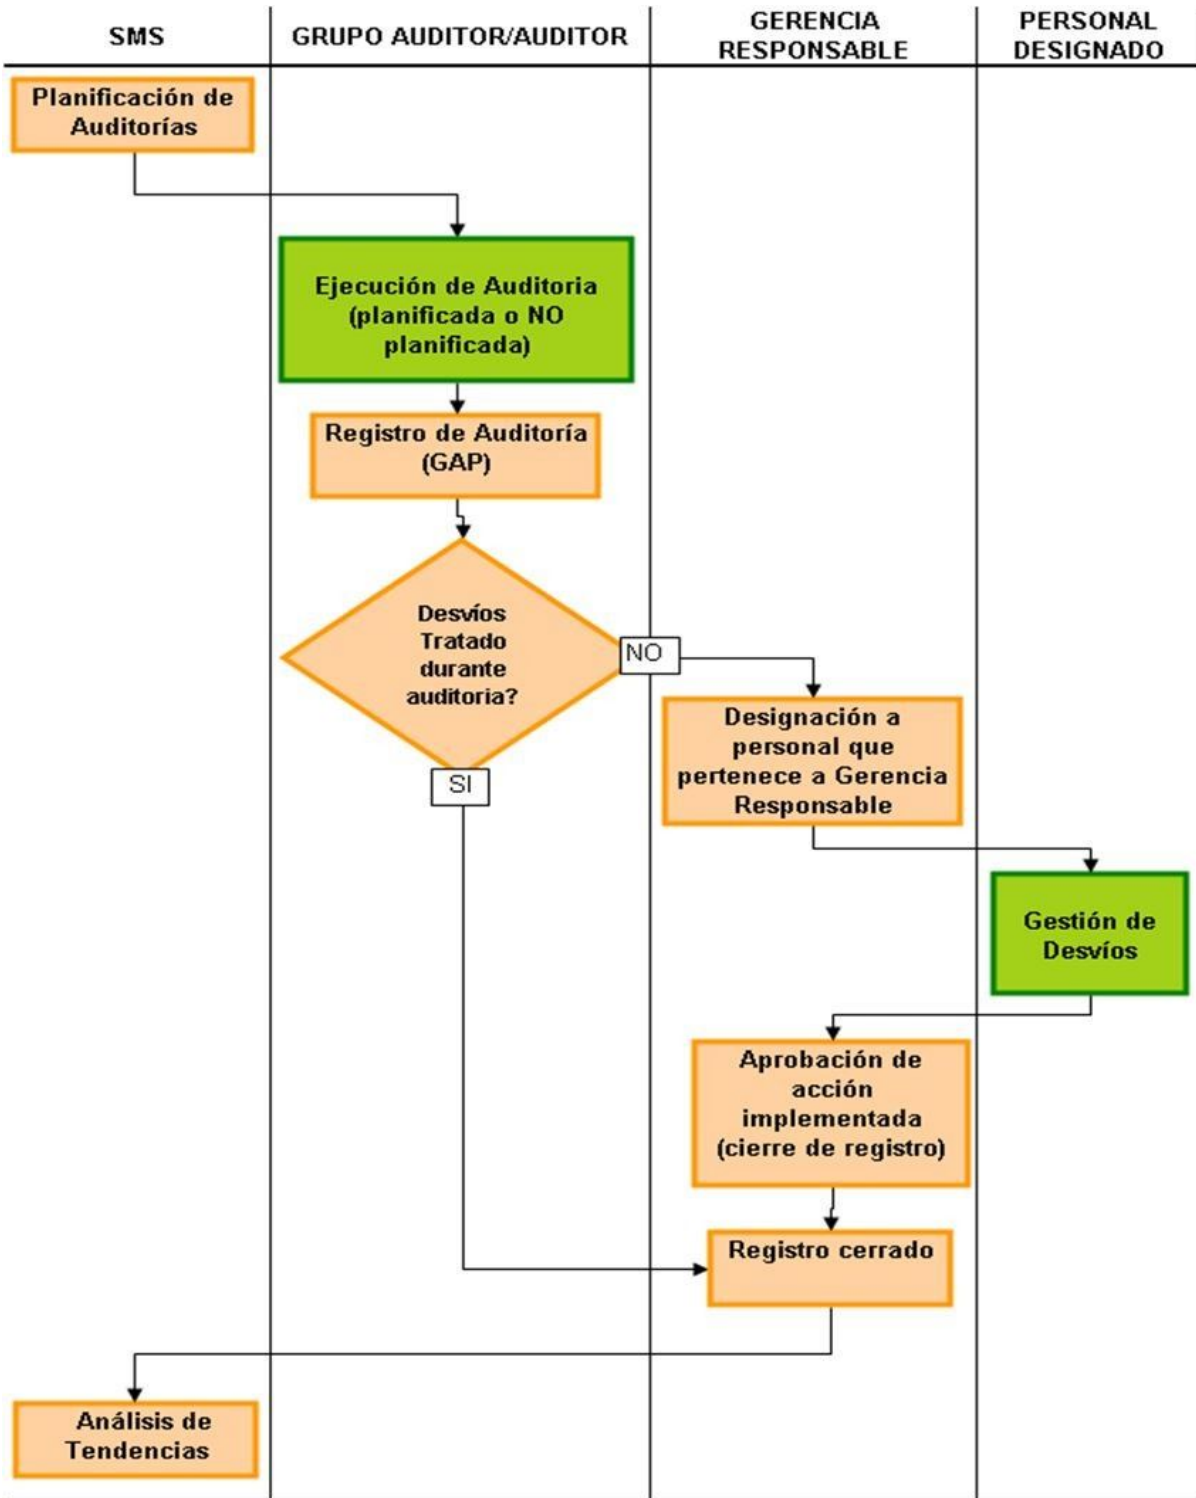 SMS
GRUPO AUDITOR/AUDITOR
GERENCIA
RESPONSABLE
PERSONAL
DESIGNADO
Planificación de
Auditorías
Ejecución de Auditoria
(planificada o NO
planificada)
Registro de Auditoría
(GAP)
Desvíos
Tratado
durante
auditoria?
NO
SI
Designación a
personal que
pertenece a Gerencia
Responsable
Gestión de
Desvíos
Aprobación de
acción
implementada
(cierre de registro)
Registro cerrado
Análisis de
Tendencias